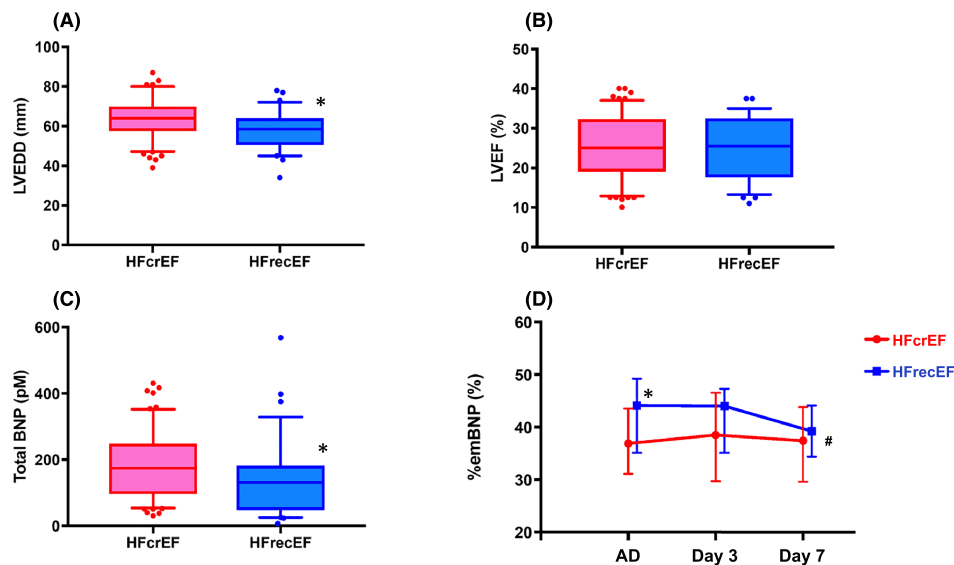 (A)
100
80
60
40
20
0
LVEDD (mm)
*
HFcrEF
HFrecEF
(B)
50
40
30
20
10
0
LVEF (%)
HFcrEF
HFrecEF
(C)
600
400
200
0
Total BNP (pM)
*
HFcrEF
HFrecEF
(D)
60
50
40
30
20
%emBNP (%)
*
#
AD
Day 3
Day 7
HFcrEF
HFrecEF